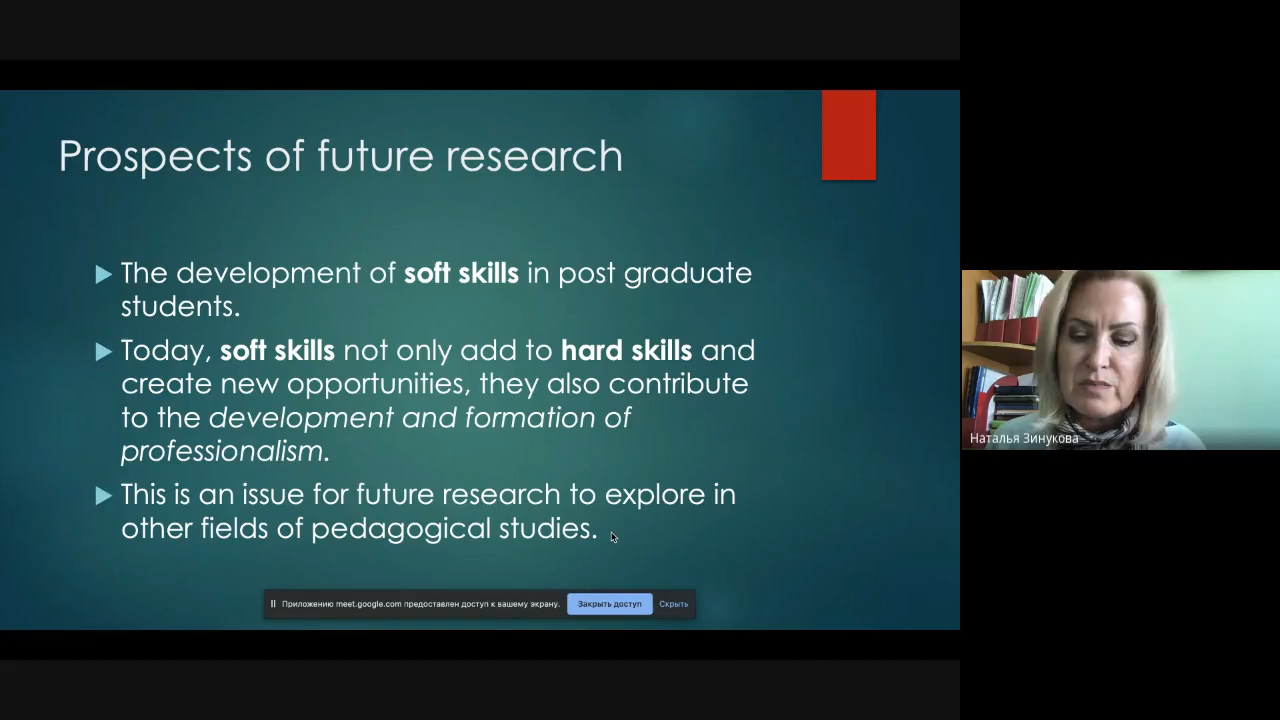 Prospects of future research
The development of soft skills in post graduate
students.
Today, soft skills not only add to hard skills and
create new opportunities, they also contribute
to the development and formation of
professionalism.
This is an issue for future research to explore in
other fields of pedagogical studies.
Приложению meet.google.com предоставлен доступ к вашему экрану. Закрыть доступ Скрыть
Наталья Зинукова